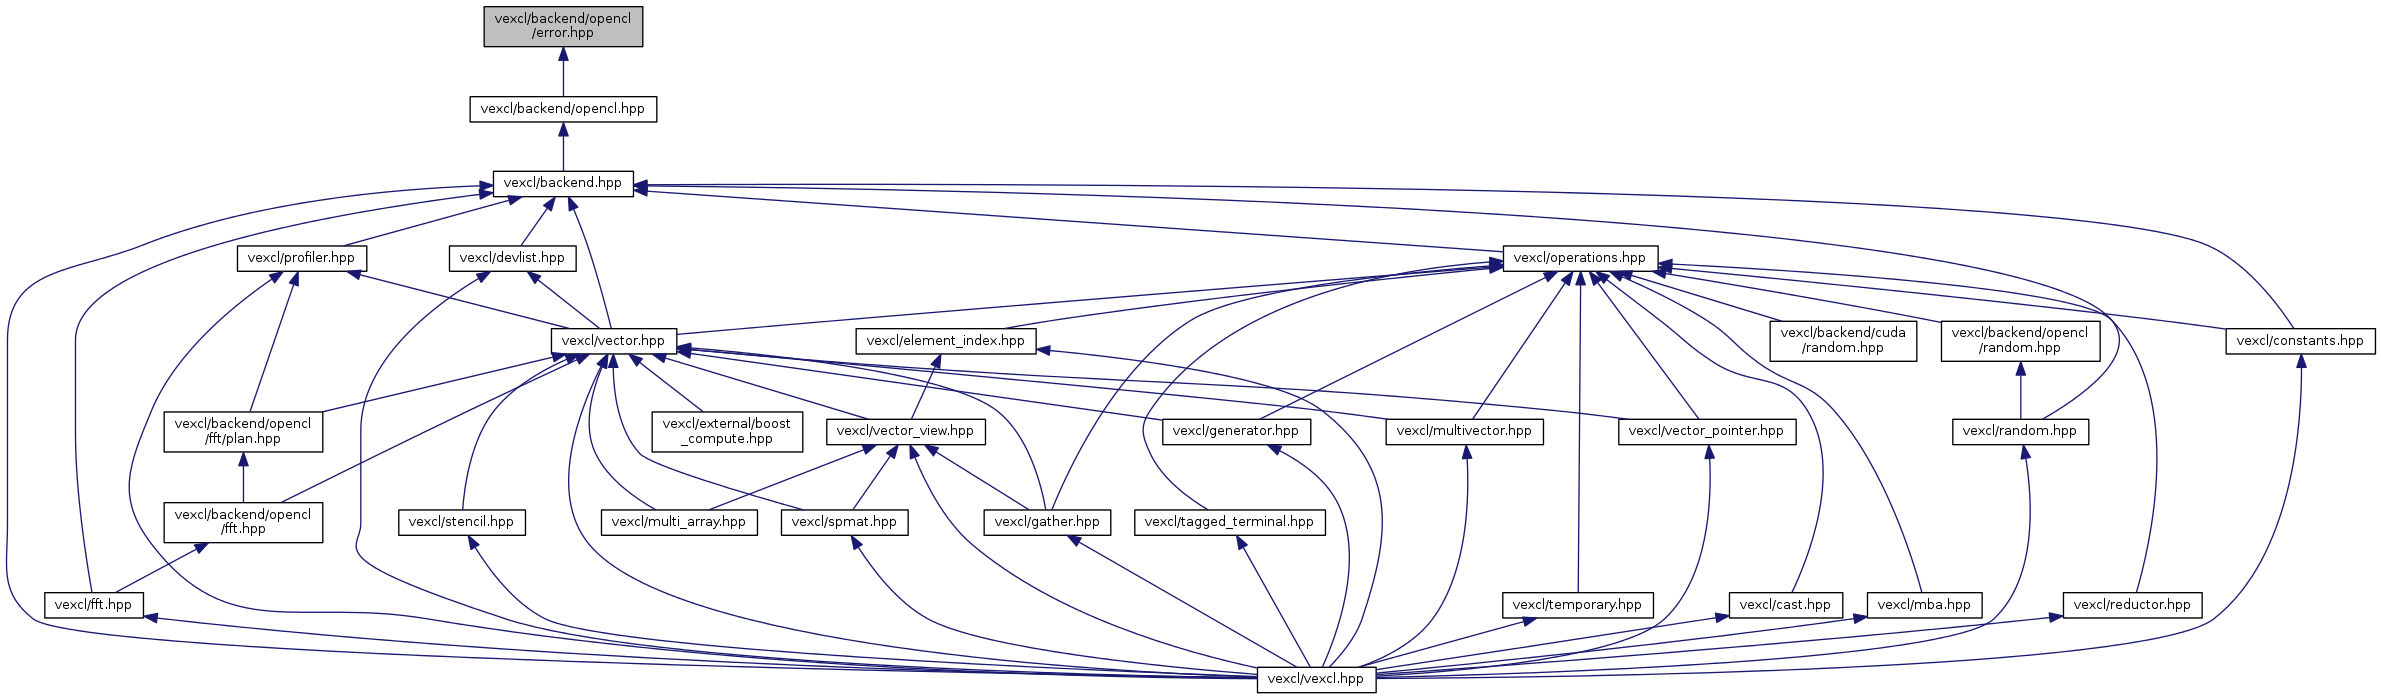 vexcl/backend/opencl
/error.hpp
vexcl/backend/opencl.hpp
vexcl/backend.hpp
vexcl/profiler.hpp
vexcl/devlist.hpp
vexcl/operations.hpp
vexcl/vector.hpp
vexcl/element_index.hpp
vexcl/backend/cuda
/random.hpp
vexcl/backend/opencl
/random.hpp
vexcl/constants.hpp
vexcl/backend/opencl
/fft/plan.hpp
vexcl/external/boost
_compute.hpp
vexcl/vector_view.hpp
vexcl/generator.hpp
vexcl/multivector.hpp
vexcl/vector_pointer.hpp
vexcl/random.hpp
vexcl/backend/opencl
/fft.hpp
vexcl/stencil.hpp
vexcl/multi_array.hpp
vexcl/spmat.hpp
vexcl/gather.hpp
vexcl/tagged_terminal.hpp
vexcl/fft.hpp
vexcl/temporary.hpp
vexcl/cast.hpp
vexcl/mba.hpp
vexcl/reductor.hpp
vexcl/vexcl.hpp